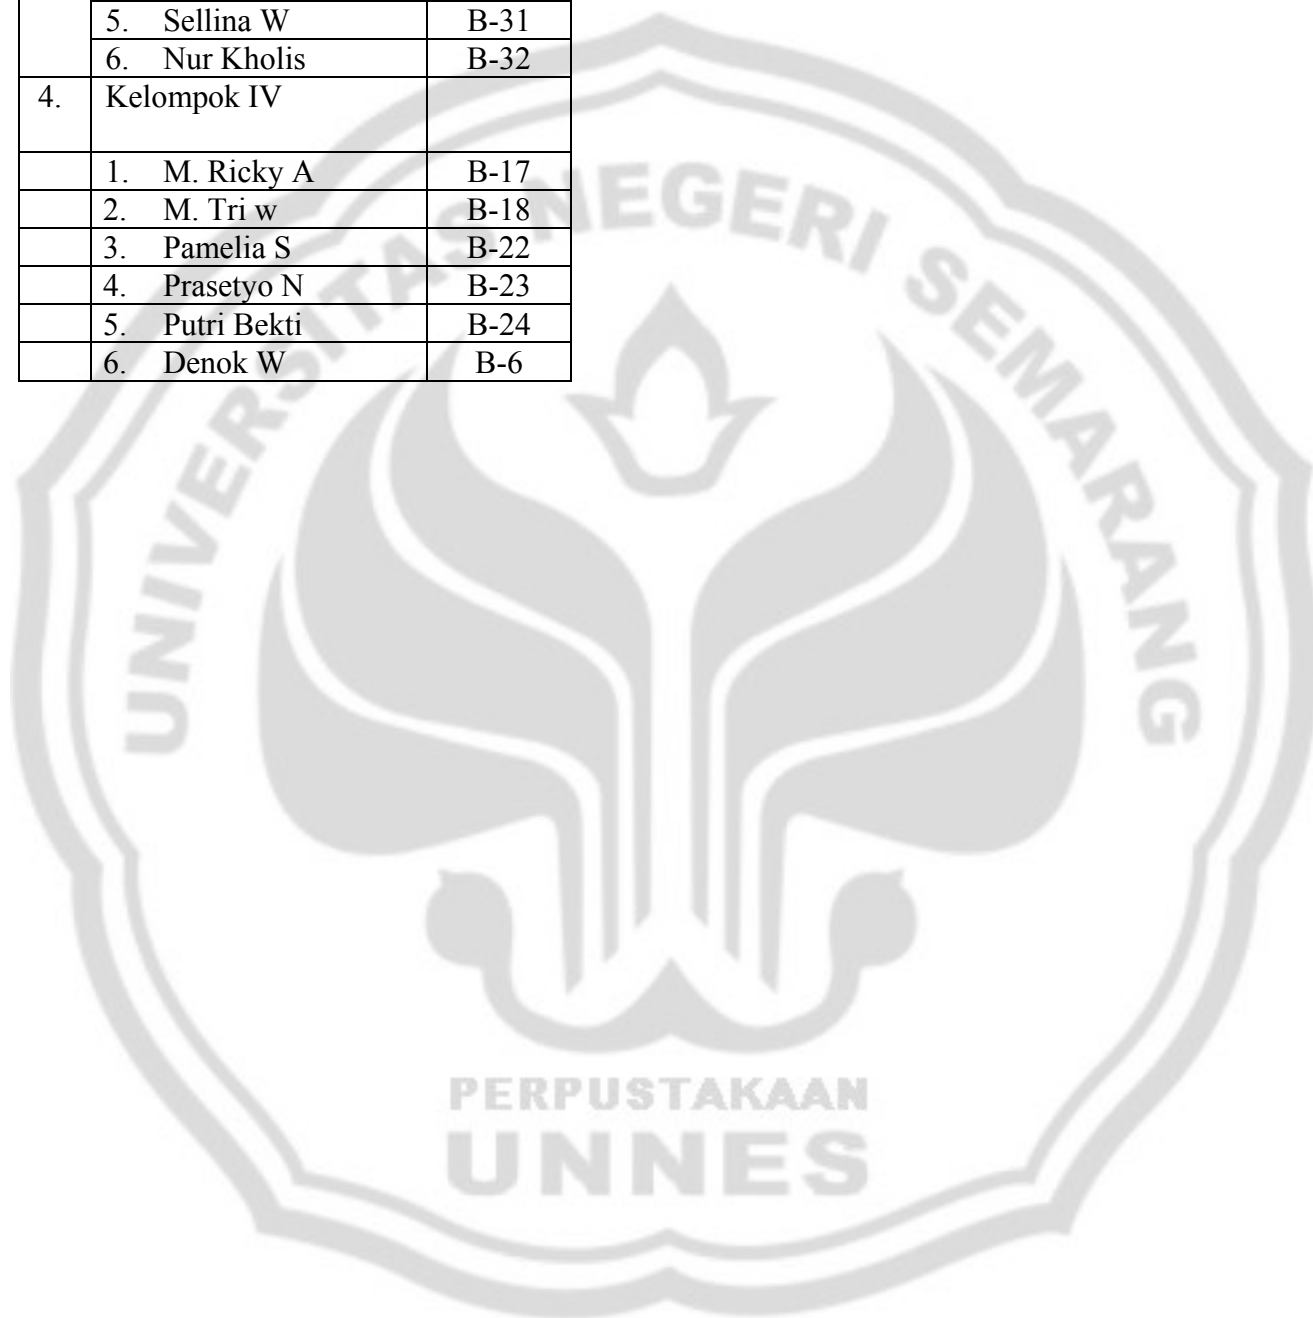 5. Sellina W B-31
6. Nur Kholis B-32
4. Kelompok IV
1. M. Ricky A B-17
2. M. Tri w B-18
3. Pamelia S B-22
4. Prasetyo N B-23
5. Putri Bekti B-24
6. Denok W B-6
UNIVERSITAS NEGERI SEMARANG
PERPUSTAKAAN
UNNES